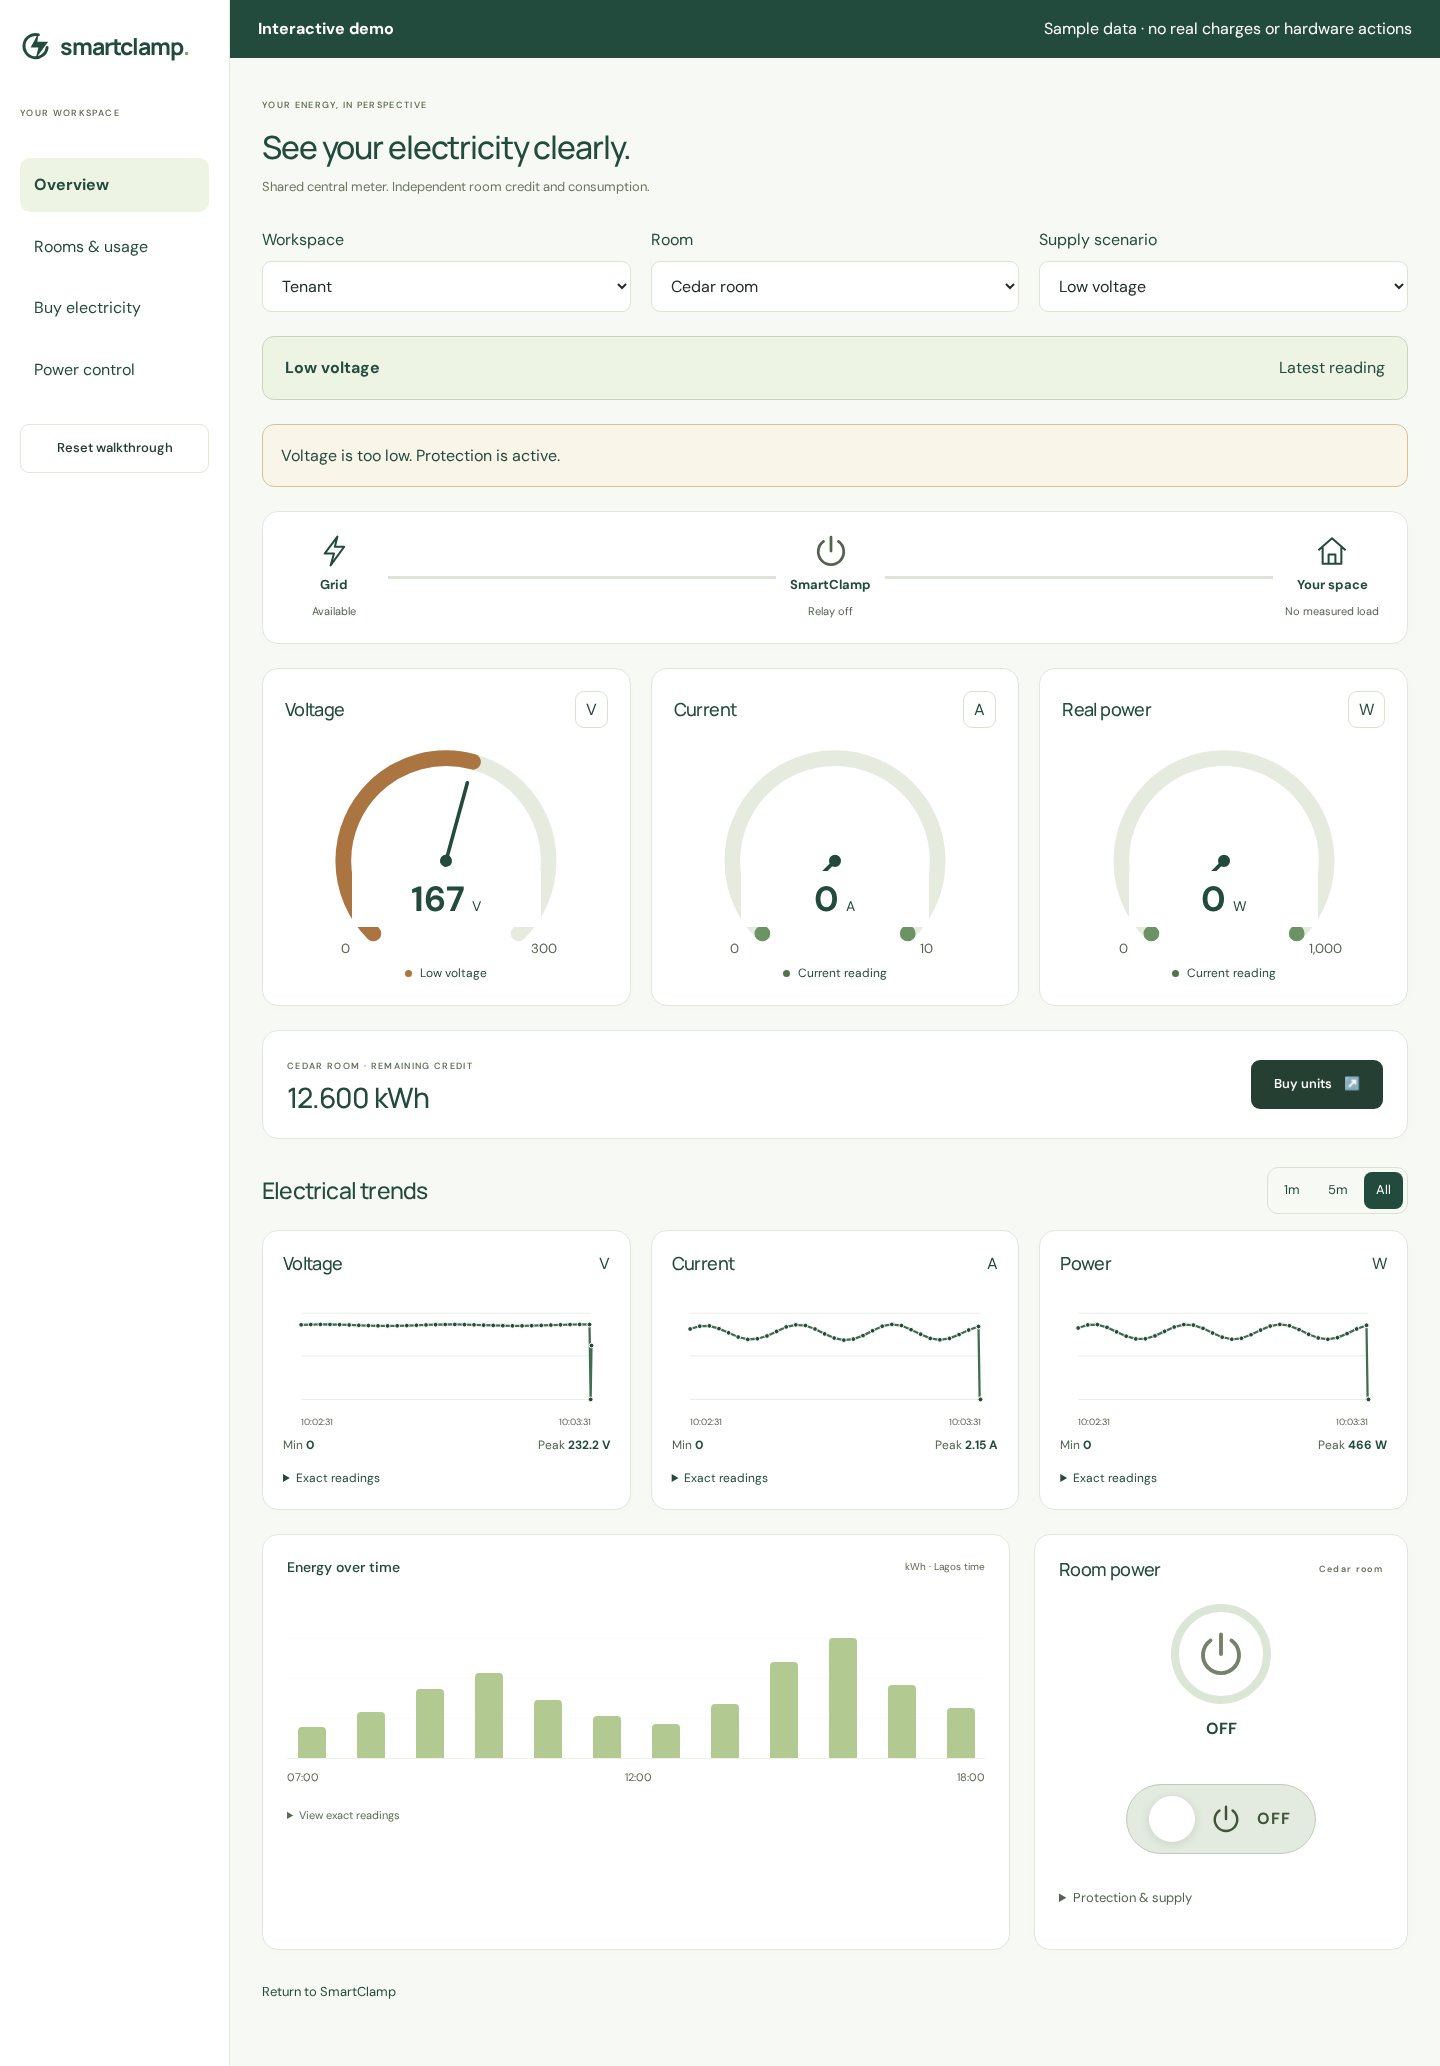 smartclamp.
YOUR WORKSPACE
Overview
Rooms & usage
Buy electricity
Power control
Reset walkthrough
Interactive demo
Sample data · no real charges or hardware actions
YOUR ENERGY, IN PERSPECTIVE
See your electricity clearly.
Shared central meter. Independent room credit and consumption.
Workspace
Room
Supply scenario
Tenant
Cedar room
Low voltage
Low voltage
Latest reading
Voltage is too low. Protection is active.
Grid
Available
SmartClamp
Relay off
Your space
No measured load
Voltage
V
167 V
0
300
Low voltage
Current
A
0 A
0
10
Current reading
Real power
W
0 W
0
1,000
Current reading
CEDAR ROOM · REMAINING CREDIT
12.600 kWh
Buy units ↗
Electrical trends
1m
5m
All
Voltage
V
10:02:31
10:03:31
Min 0
Peak 232.2 V
Exact readings
Current
A
10:02:31
10:03:31
Min 0
Peak 2.15 A
Exact readings
Power
W
10:02:31
10:03:31
Min 0
Peak 466 W
Exact readings
Energy over time
kWh · Lagos time
07:00
12:00
18:00
View exact readings
Room power
Cedar room
OFF
OFF
Protection & supply
Return to SmartClamp